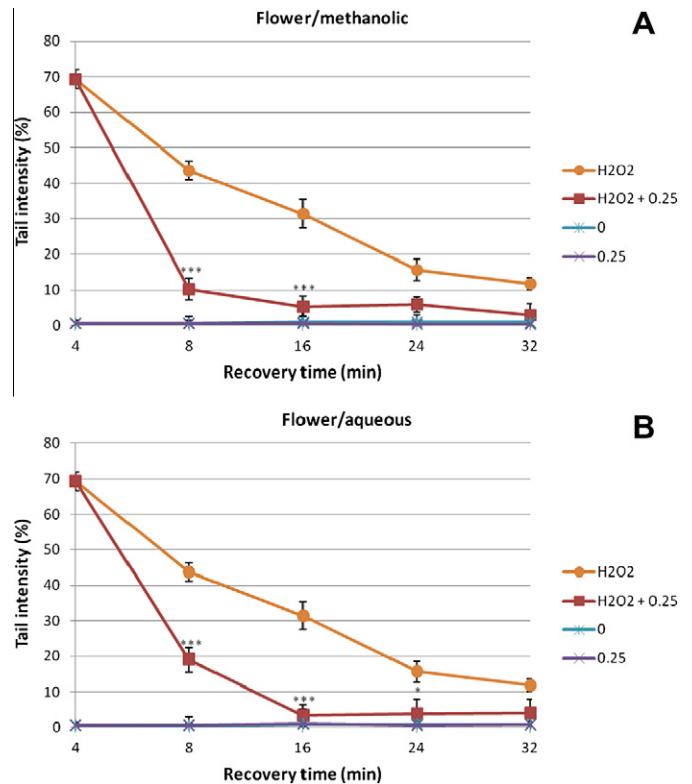 Flower/methanolic
A
80
70
60
50
40
30
20
10
0
Tail intensity (%)
***
***
4 8 16 24 32
Recovery time (min)
H2O2
H2O2 + 0.25
0
0.25
Flower/aqueous
B
80
70
60
50
40
30
20
10
0
Tail intensity (%)
***
***
*
4 8 16 24 32
Recovery time (min)
H2O2
H2O2 + 0.25
0
0.25